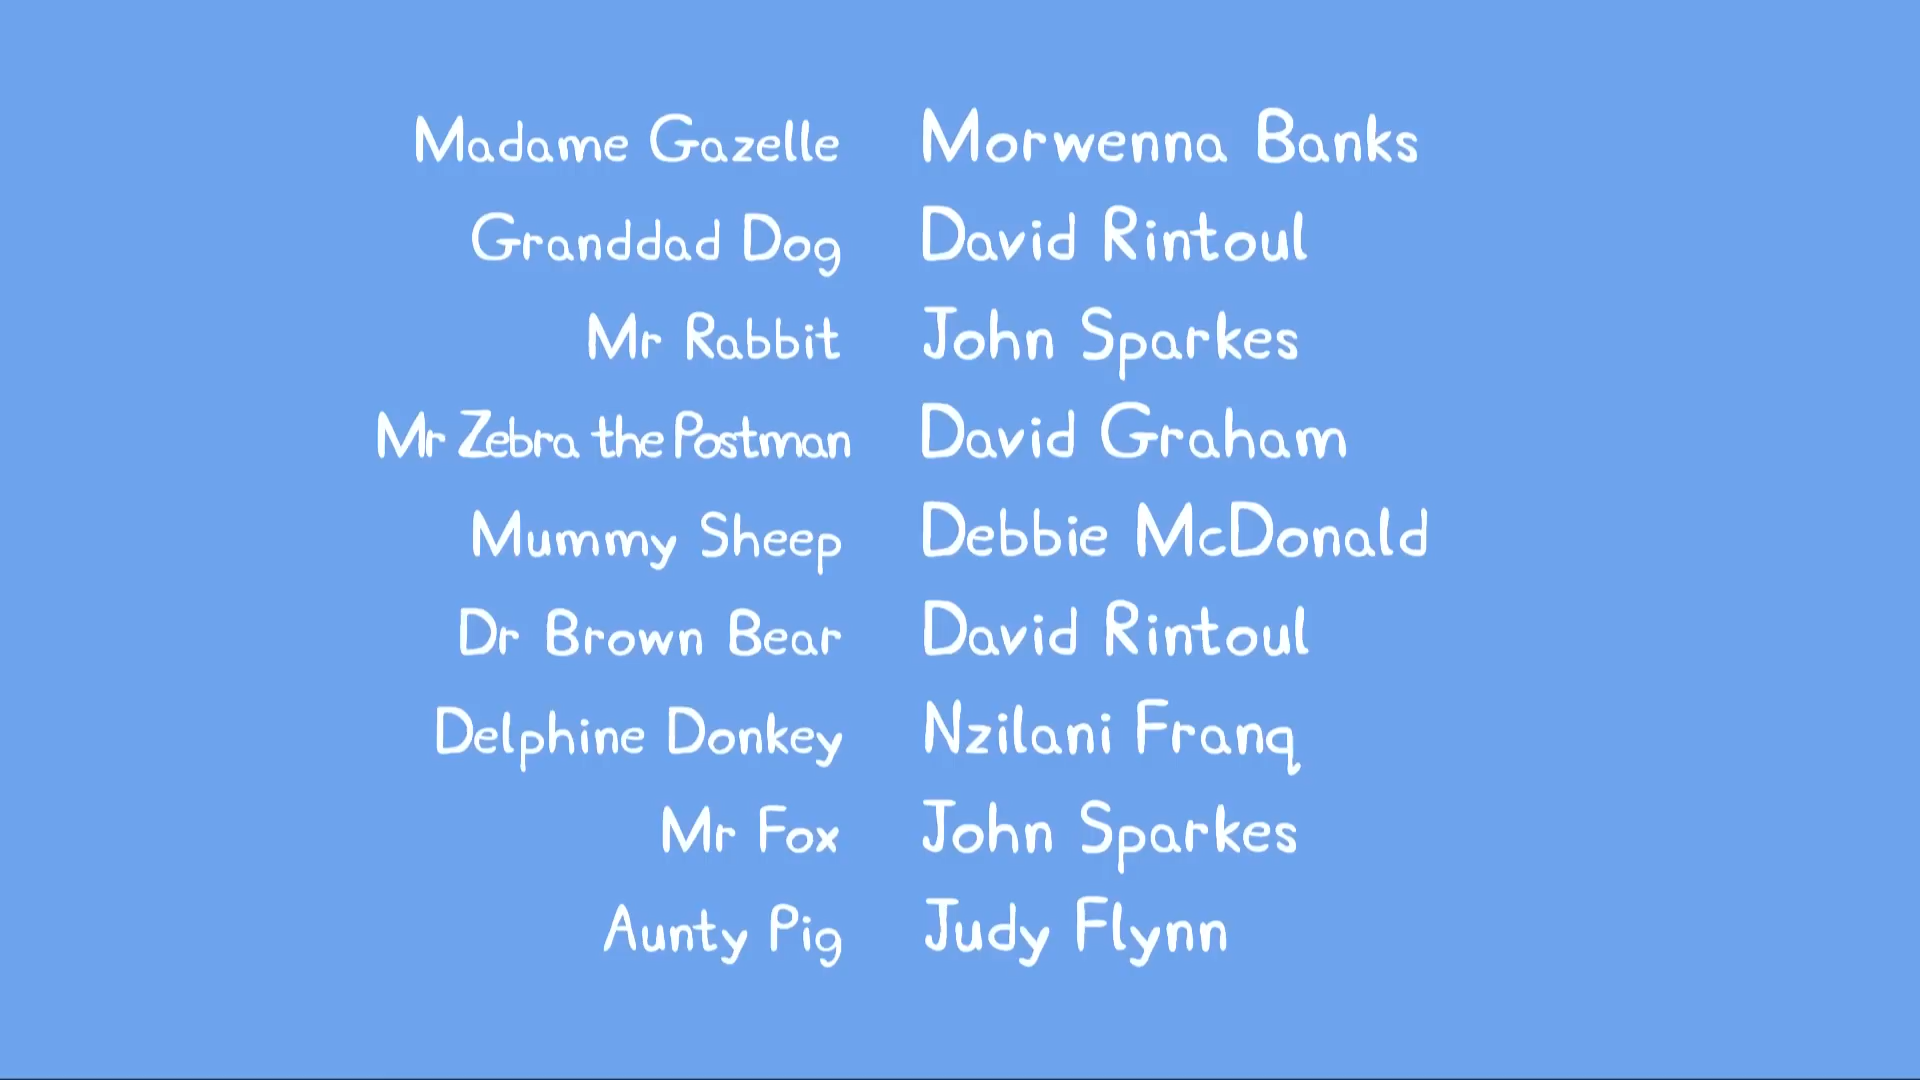 Madame Gazelle Morwenna Banks
Granddad Dog David Rintoul
Mr Rabbit John Sparkes
Mr Zebra the Postman David Graham
Mummy Sheep Debbie McDonald
Dr Brown Bear David Rintoul
Delphine Donkey Nzilani Franq
Mr Fox John Sparkes
Aunty Pig Judy Flynn